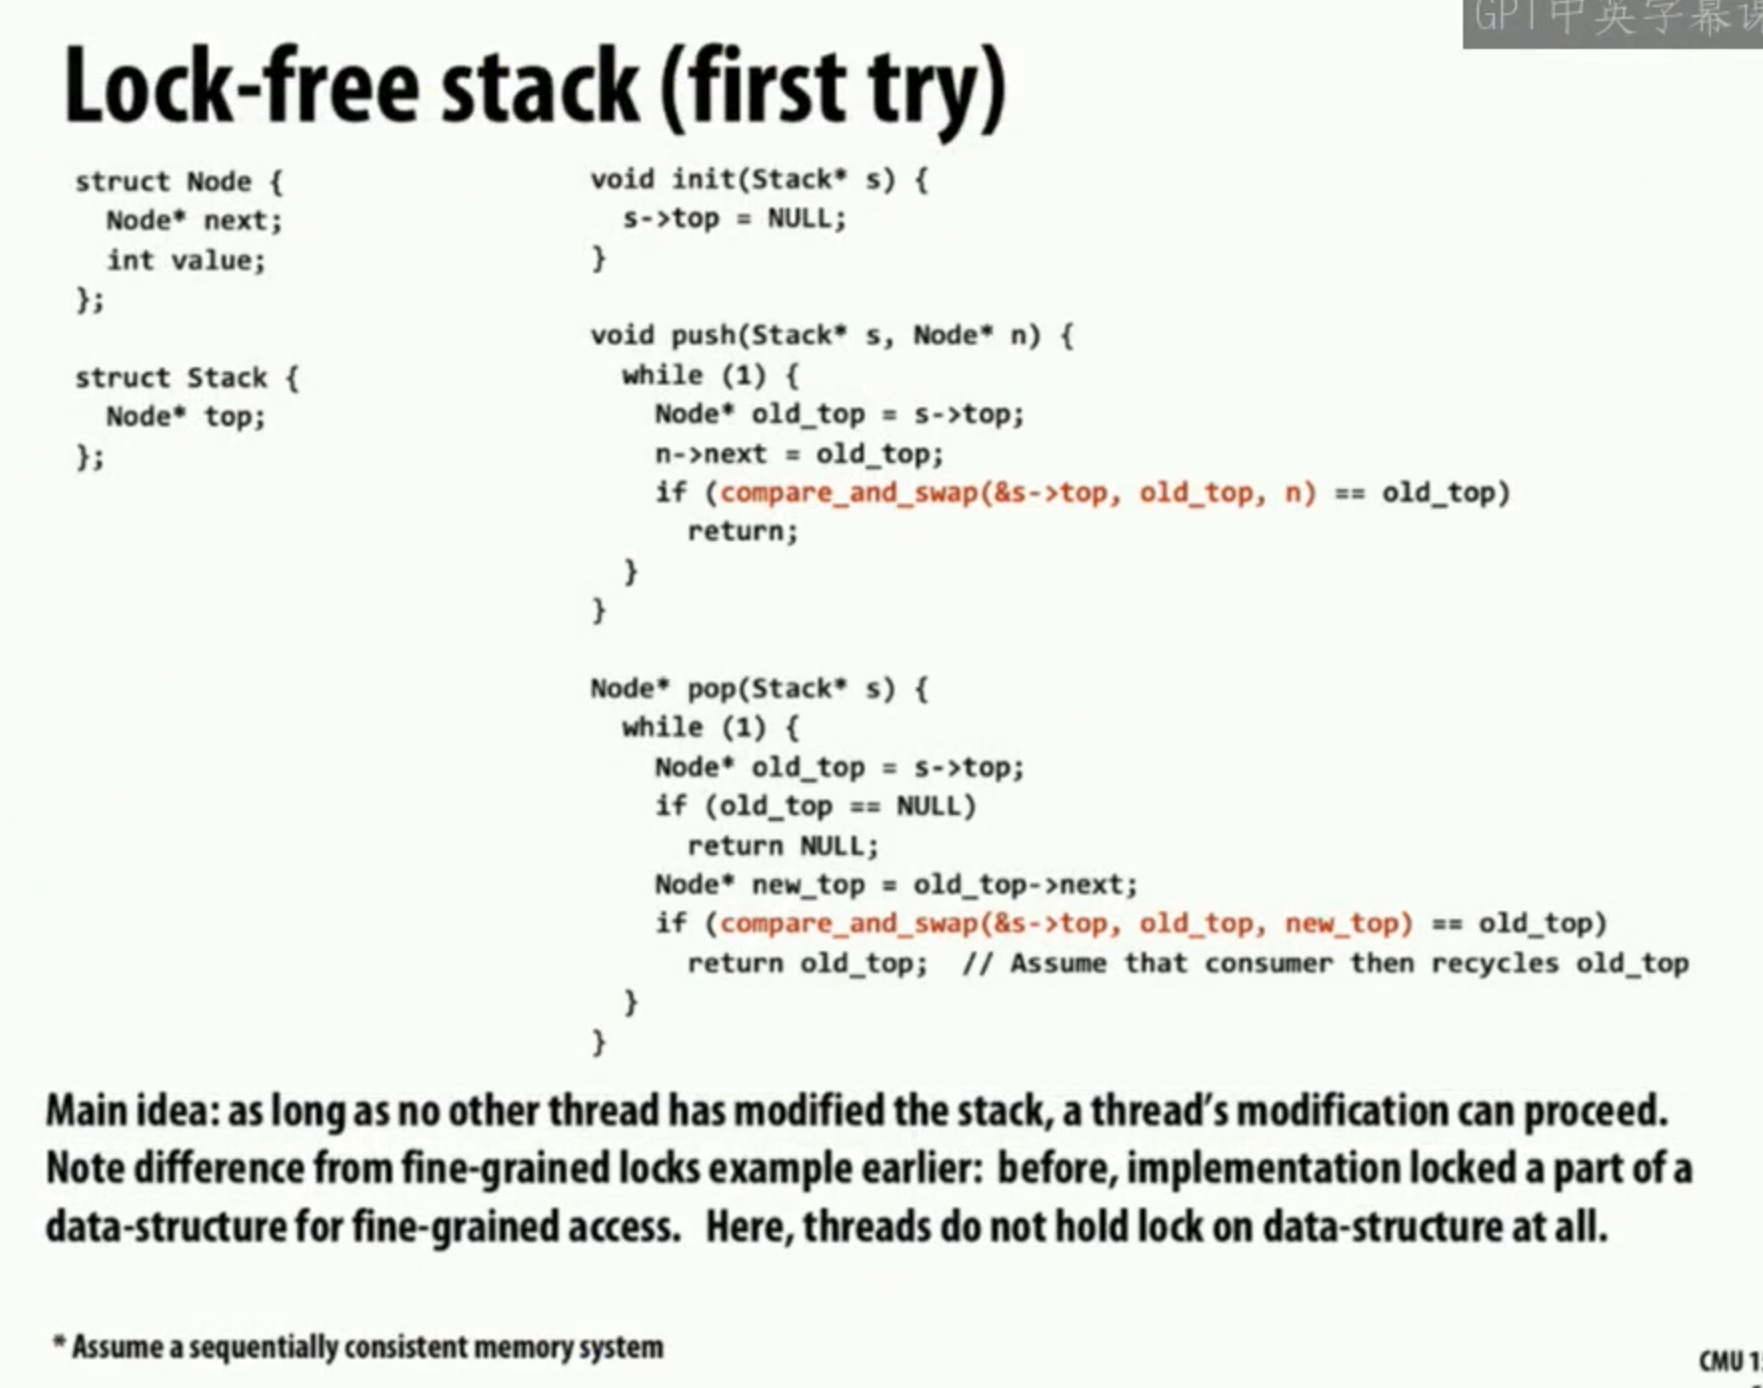 GPT中英字幕课
Lock-free stack (first try)
struct Node {
  Node* next;
  int value;
};
struct Stack {
  Node* top;
};
void init(Stack* s) {
  s->top = NULL;
}
void push(Stack* s, Node* n) {
  while (1) {
    Node* old_top = s->top;
    n->next = old_top;
    if (compare_and_swap(&s->top, old_top, n) == old_top)
      return;
  }
}
Node* pop(Stack* s) {
  while (1) {
    Node* old_top = s->top;
    if (old_top == NULL)
      return NULL;
    Node* new_top = old_top->next;
    if (compare_and_swap(&s->top, old_top, new_top) == old_top)
      return old_top;  // Assume that consumer then recycles old_top
  }
}
Main idea: as long as no other thread has modified the stack, a thread's modification can proceed.
Note difference from fine-grained locks example earlier: before, implementation locked a part of a
data-structure for fine-grained access. Here, threads do not hold lock on data-structure at all.
* Assume a sequentially consistent memory system
CMU 1